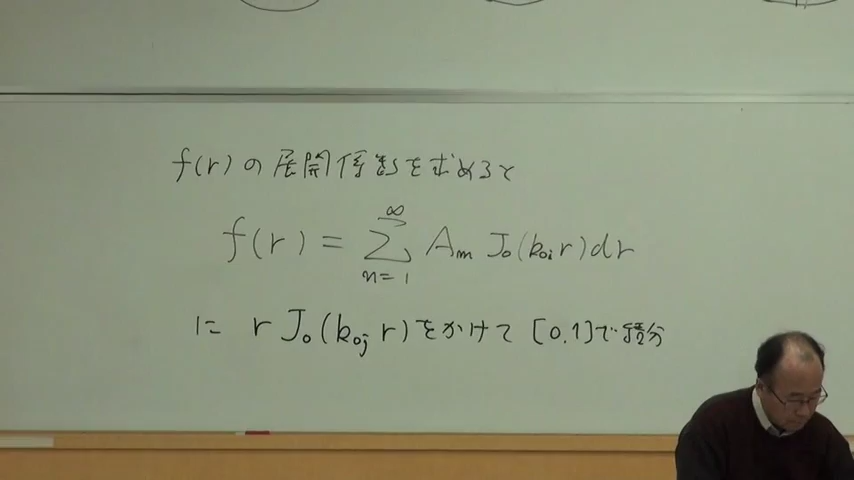 f(r) の 展開係数を求めると
f(r) = ∑_{n=1}^{∞} A_m J_0(k_{0i} r)dr
に r J_0(k_{0j} r)をかけて [0,1]で積分